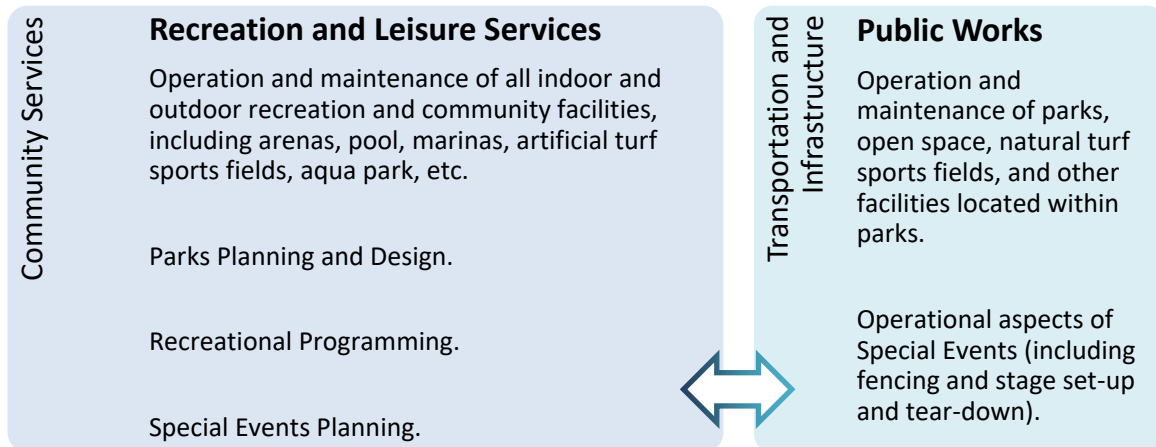 Community Services
Recreation and Leisure Services
Operation and maintenance of all indoor and
outdoor recreation and community facilities,
including arenas, pool, marinas, artificial turf
sports fields, aqua park, etc.
Parks Planning and Design.
Recreational Programming.
Special Events Planning.
Transportation and
Infrastructure
Public Works
Operation and
maintenance of parks,
open space, natural turf
sports fields, and other
facilities located within
parks.
Operational aspects of
Special Events (including
fencing and stage set-up
and tear-down).